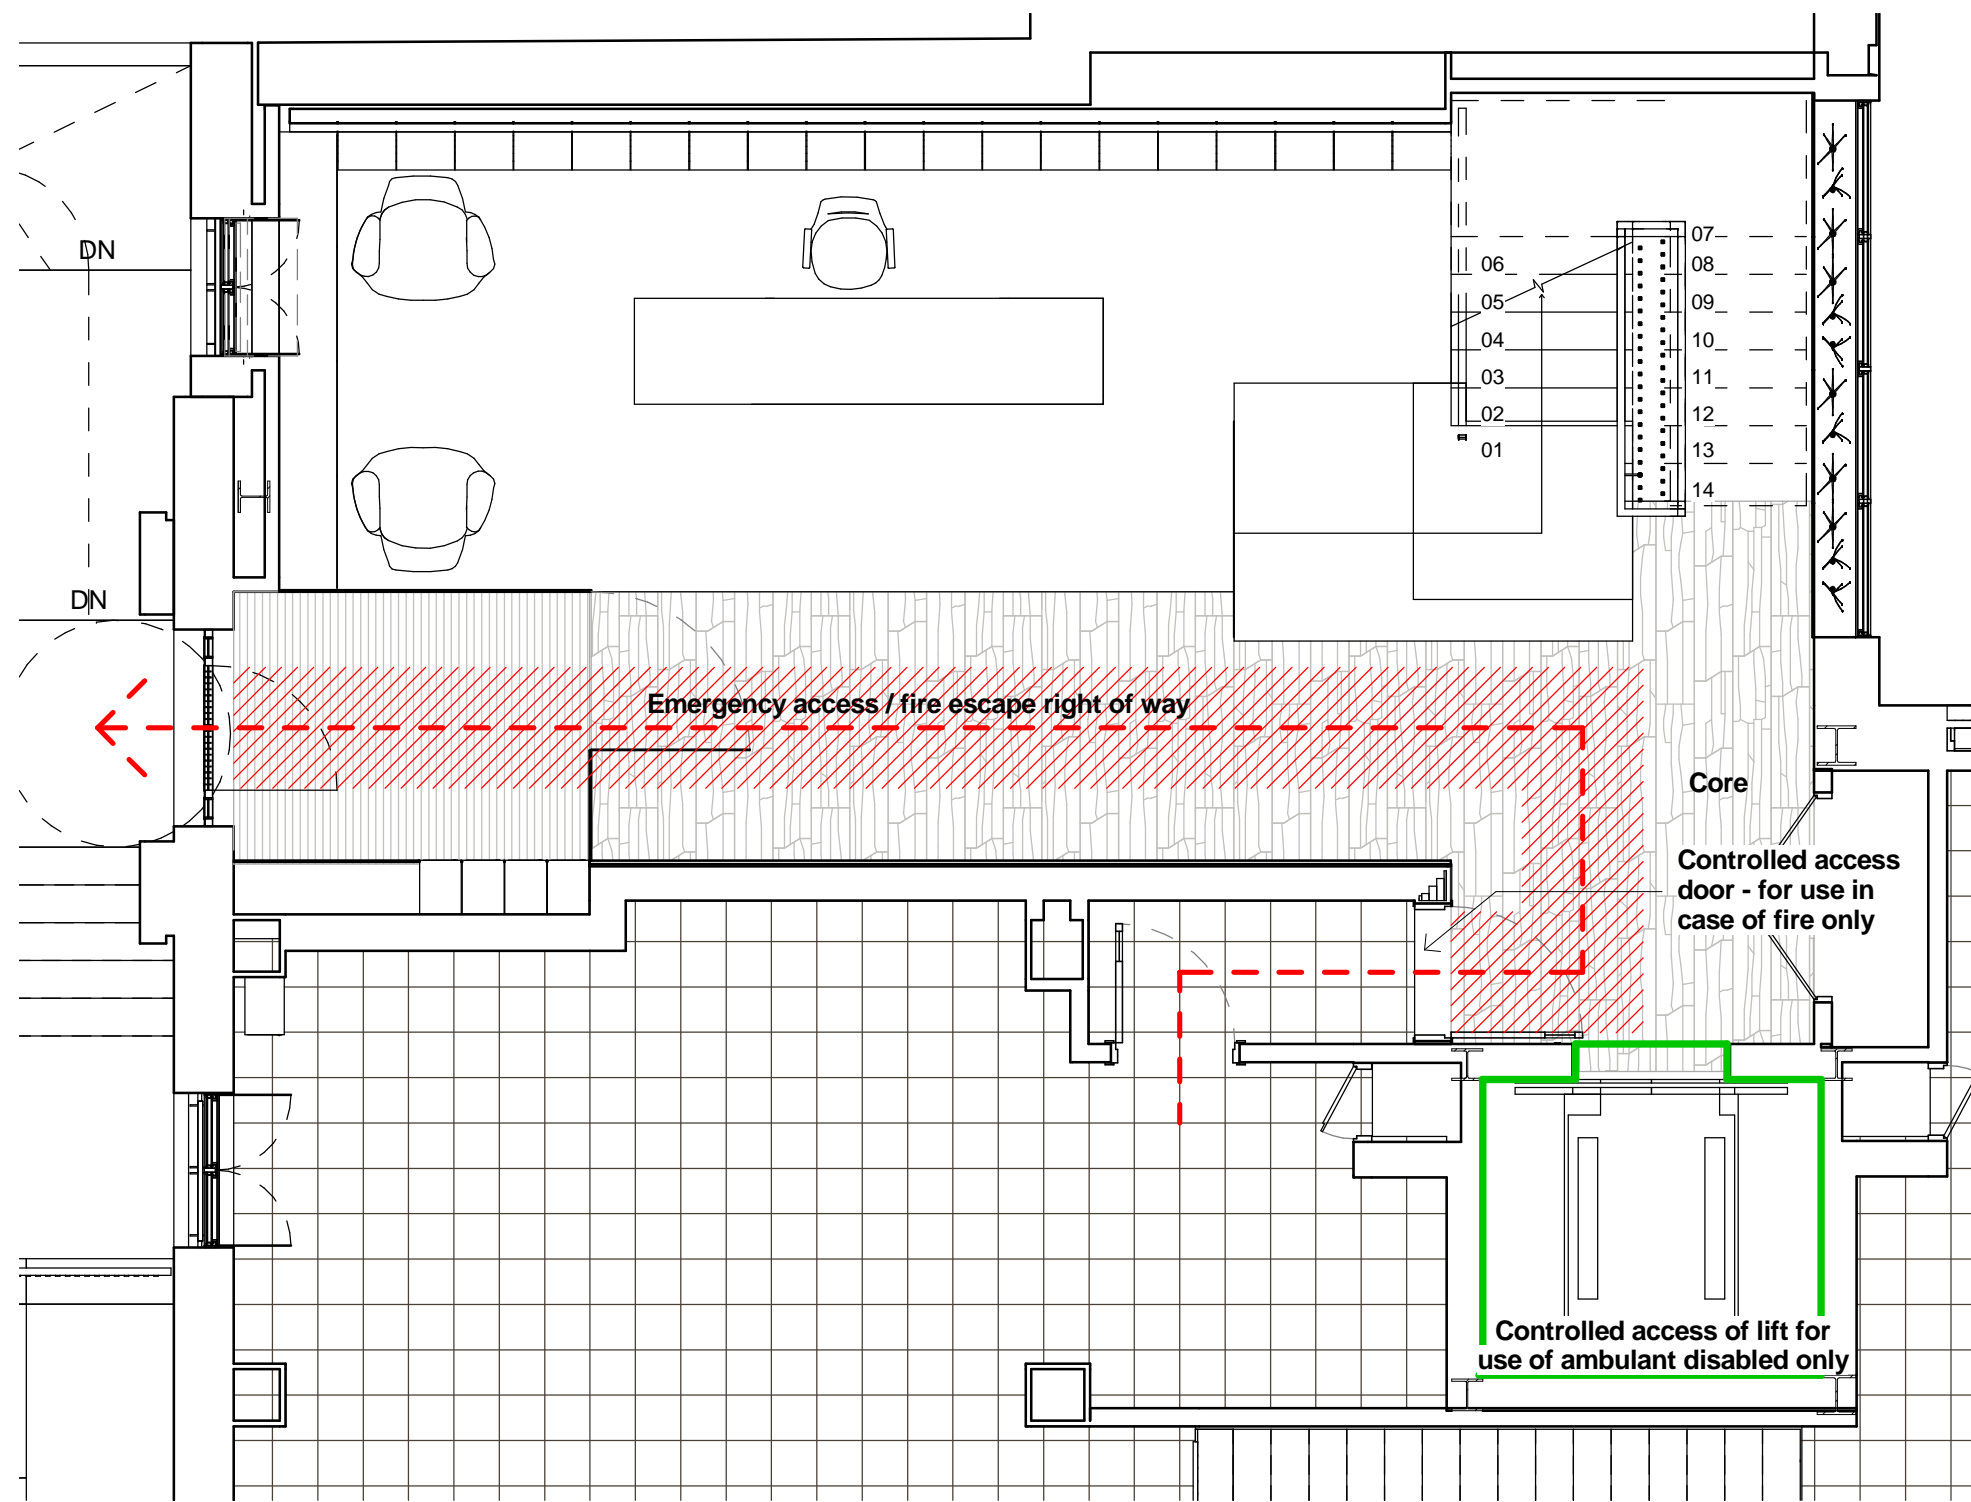 DN
07
06
08
05
09
04
10
03
11
02
12
01
13
14
DN
Emergency access / fire escape right of way
Core
Controlled access
door - for use in
case of fire only
Controlled access of lift for
use of ambulant disabled only